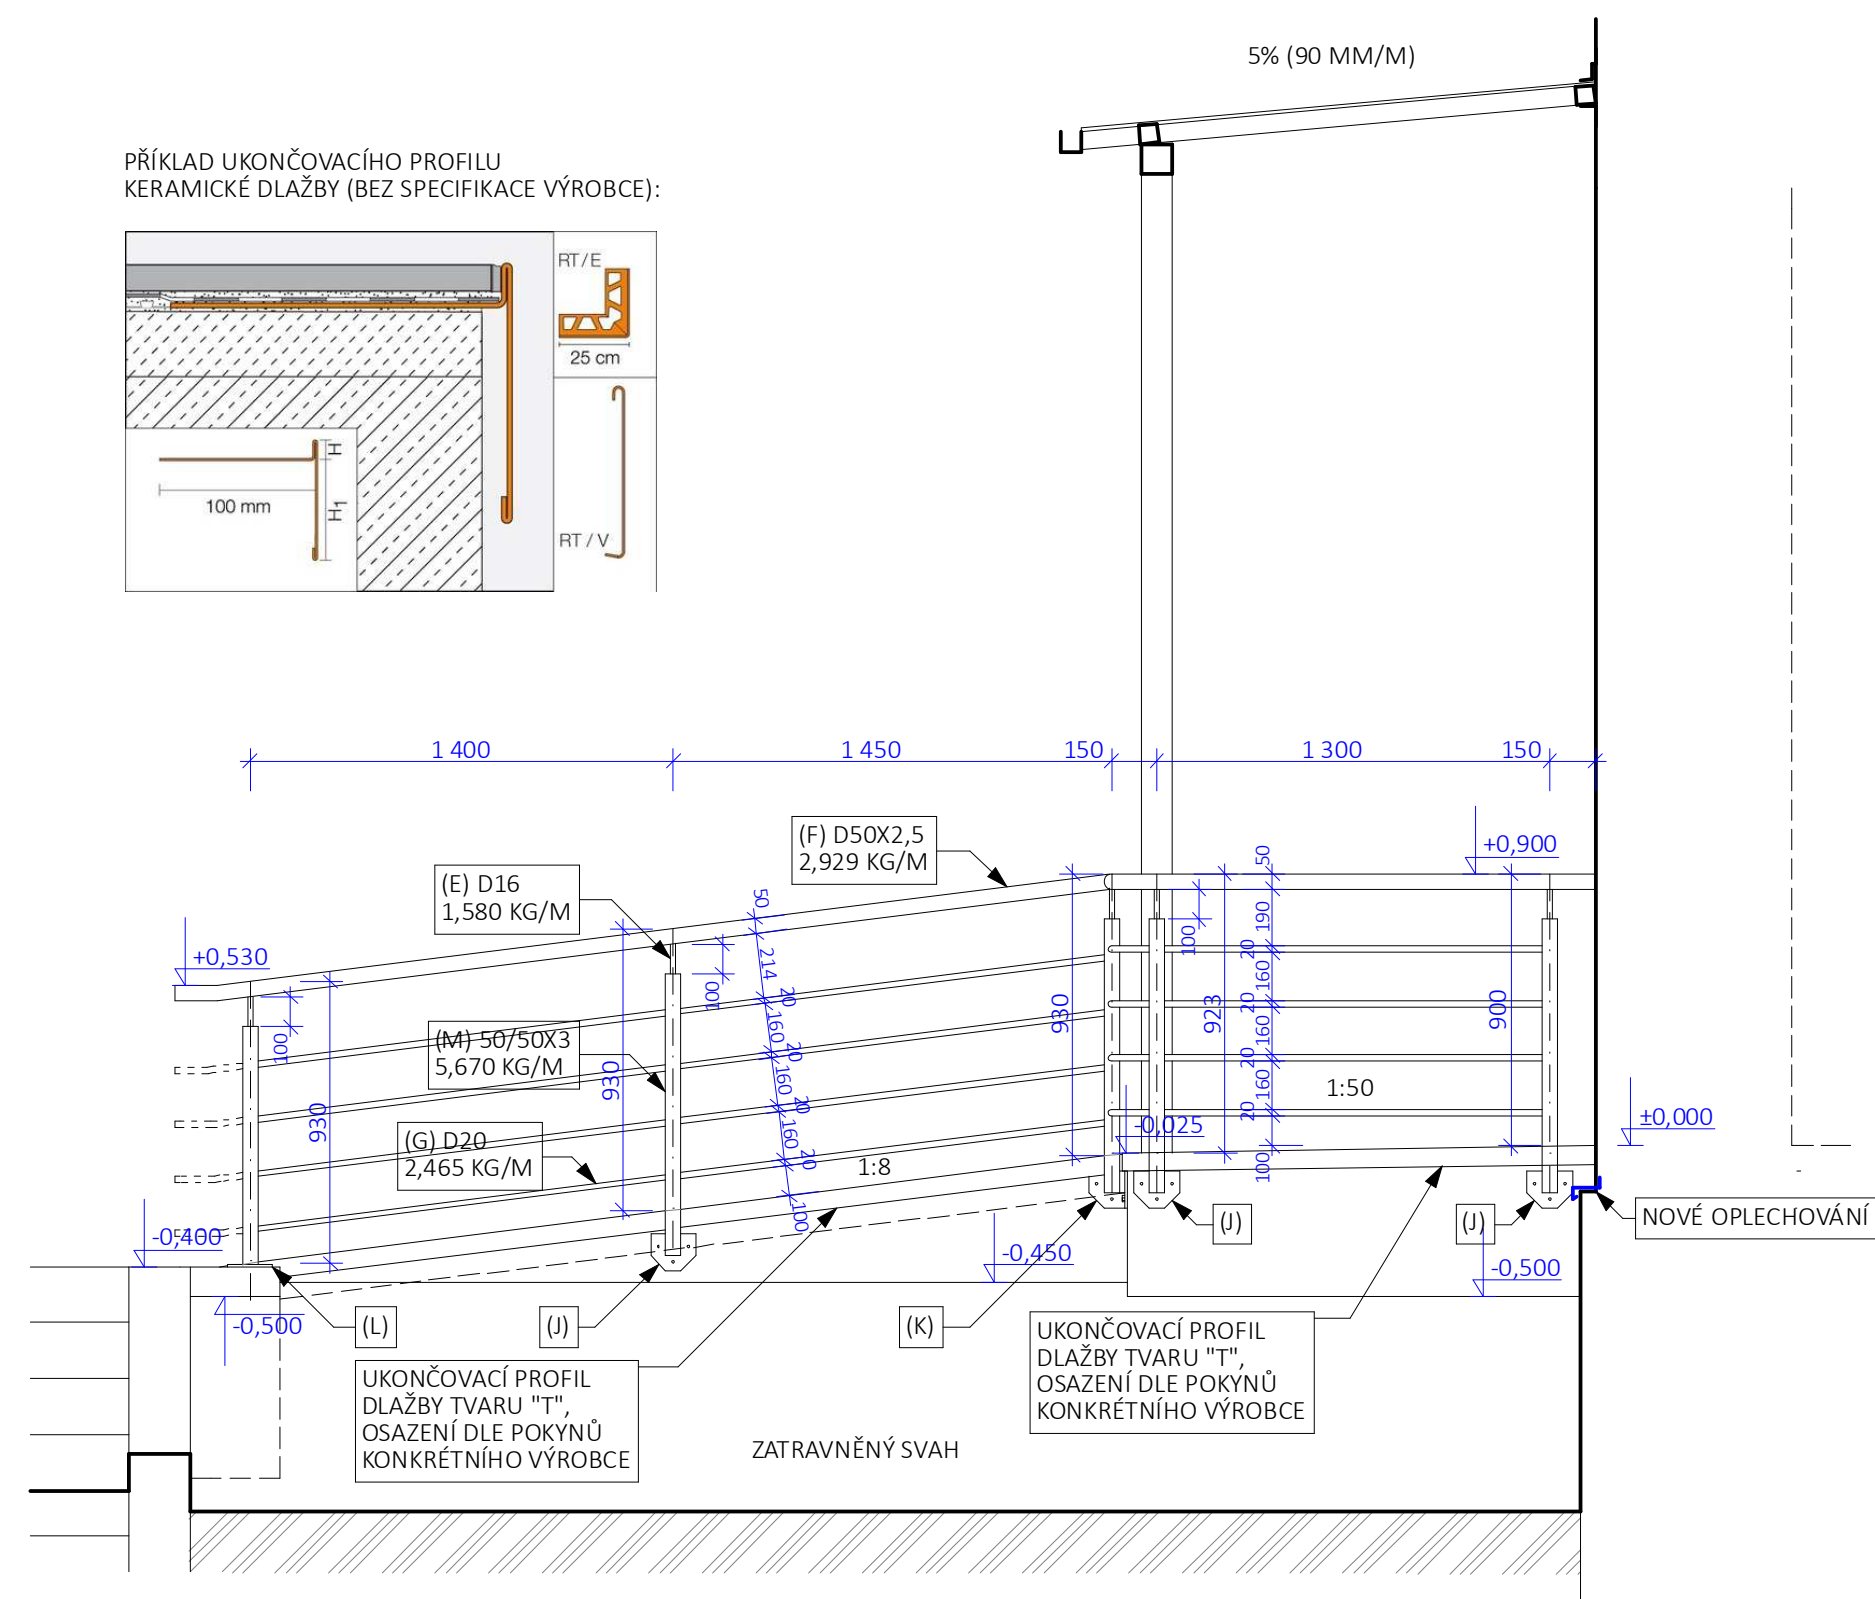 5% (90 MM/M)
PŘÍKLAD UKONČOVACÍHO PROFILU
KERAMICKÉ DLAŽBY (BEZ SPECIFIKACE VÝROBCE):
RT / E
25 cm
H
100 mm
H1
RT / V
1 400
1 450
150
1 300
150
(F) D50X2,5
2,929 KG/M
+0,900
50
(E) D16
1,580 KG/M
50
190
100
+0,530
214
100
20
160
20
930
923
900
100
(M) 50/50X3
5,670 KG/M
20
160
20
160
930
20
160
20
160
1:50
930
20
160
20
-0,025
±0,000
(G) D20
2,465 KG/M
160
20
1:8
100
100
-0,400
(J)
(J)
NOVÉ OPLECHOVÁNÍ
-0,450
-0,500
-0,500
(L)
(J)
(K)
UKONČOVACÍ PROFIL
DLAŽBY TVARU "T",
OSAZENÍ DLE POKYNŮ
KONKRÉTNÍHO VÝROBCE
UKONČOVACÍ PROFIL
DLAŽBY TVARU "T",
OSAZENÍ DLE POKYNŮ
KONKRÉTNÍHO VÝROBCE
ZATRAVNĚNÝ SVAH